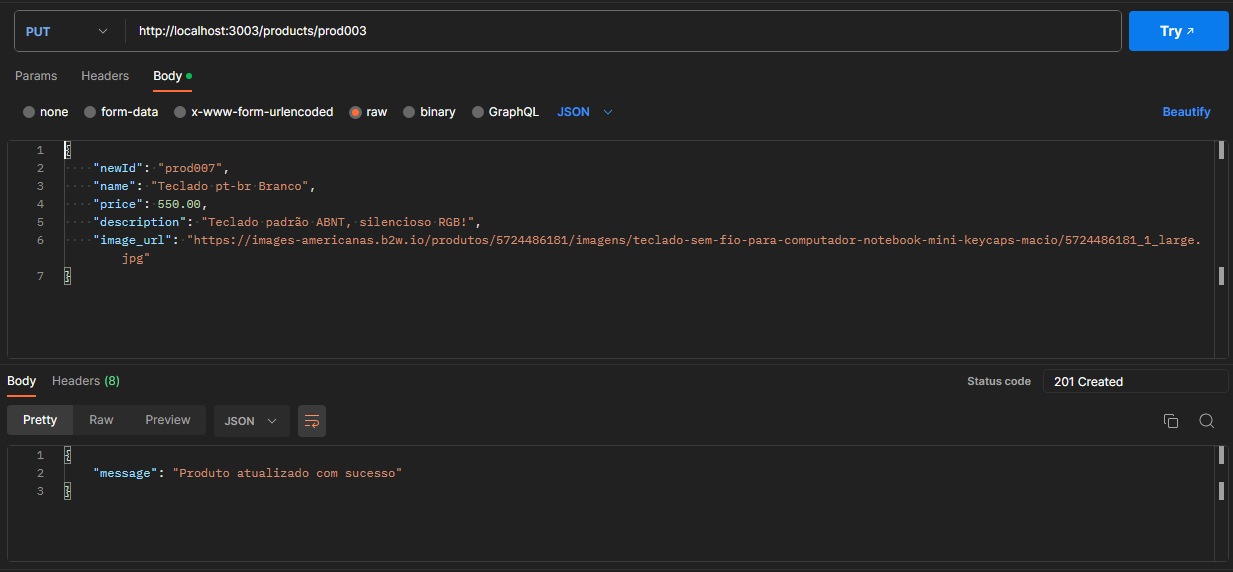 PUT http://localhost:3003/products/prod003 Try
Params Headers Body
none form-data x-www-form-urlencoded raw binary GraphQL JSON Beautify
1 {
2 "newId": "prod007",
3 "name": "Teclado pt-br Branco",
4 "price": 550.00,
5 "description": "Teclado padrão ABNT, silencioso RGB!",
6 "image_url": "https://images-americanas.b2w.io/produtos/5724486181/imagens/teclado-sem-fio-para-computador-notebook-mini-keycaps-macio/5724486181_1_large.
jpg"
7 }
Body Headers (8) Status code 201 Created
Pretty Raw Preview JSON
1 {
2 "message": "Produto atualizado com sucesso"
3 }